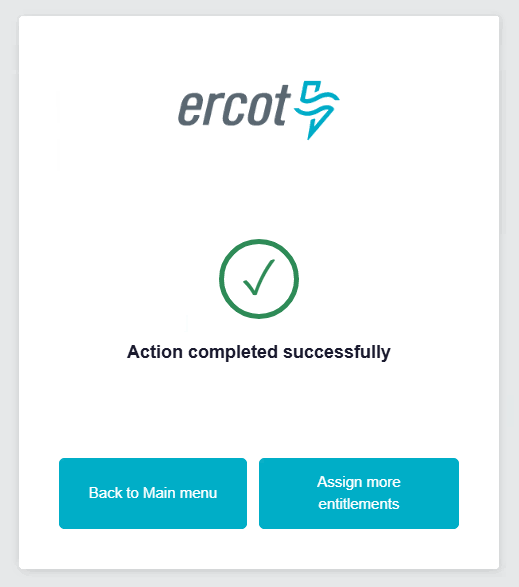 ercot
Action completed successfully
Back to Main menu
Assign more
entitlements